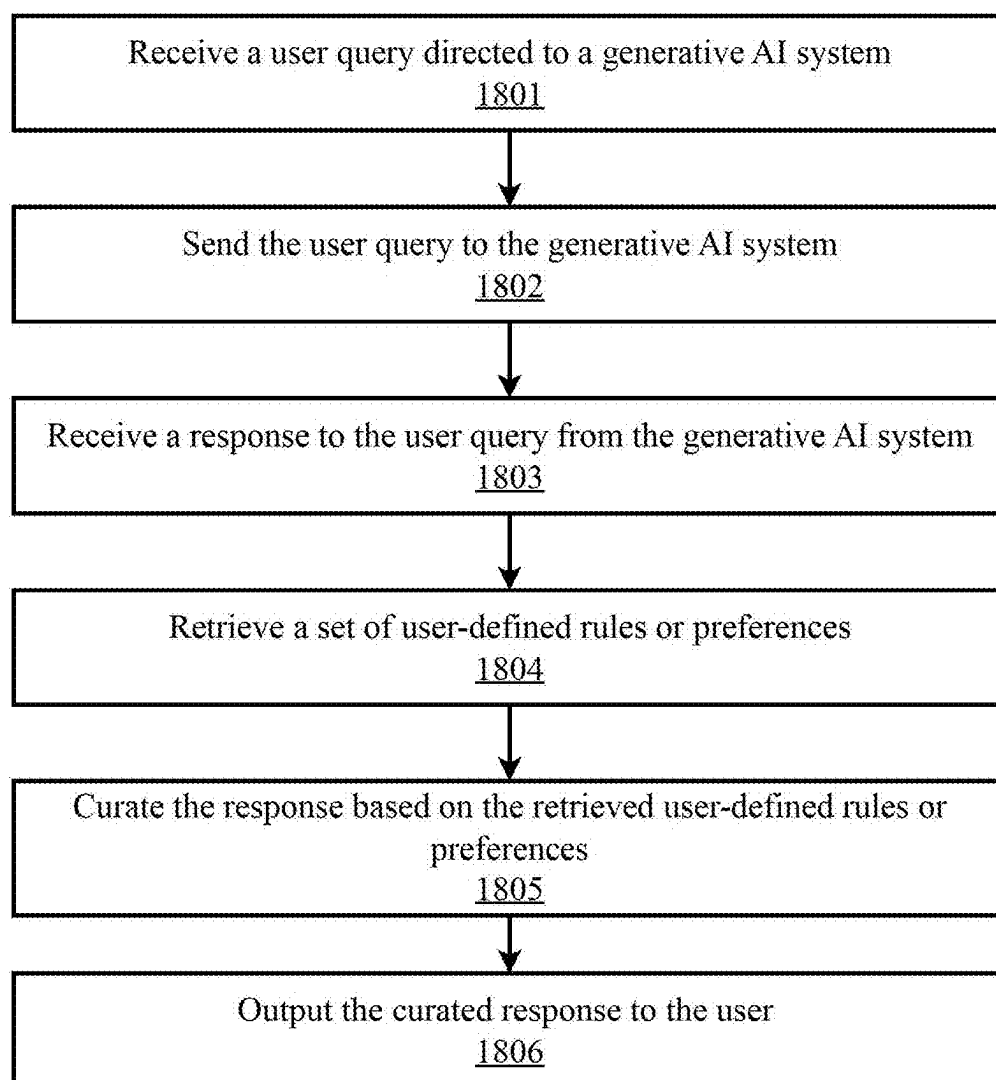 Receive a user query directed to a generative AI system
1801
Send the user query to the generative AI system
1802
Receive a response to the user query from the generative AI system
1803
Retrieve a set of user-defined rules or preferences
1804
Curate the response based on the retrieved user-defined rules or
preferences
1805
Output the curated response to the user
1806